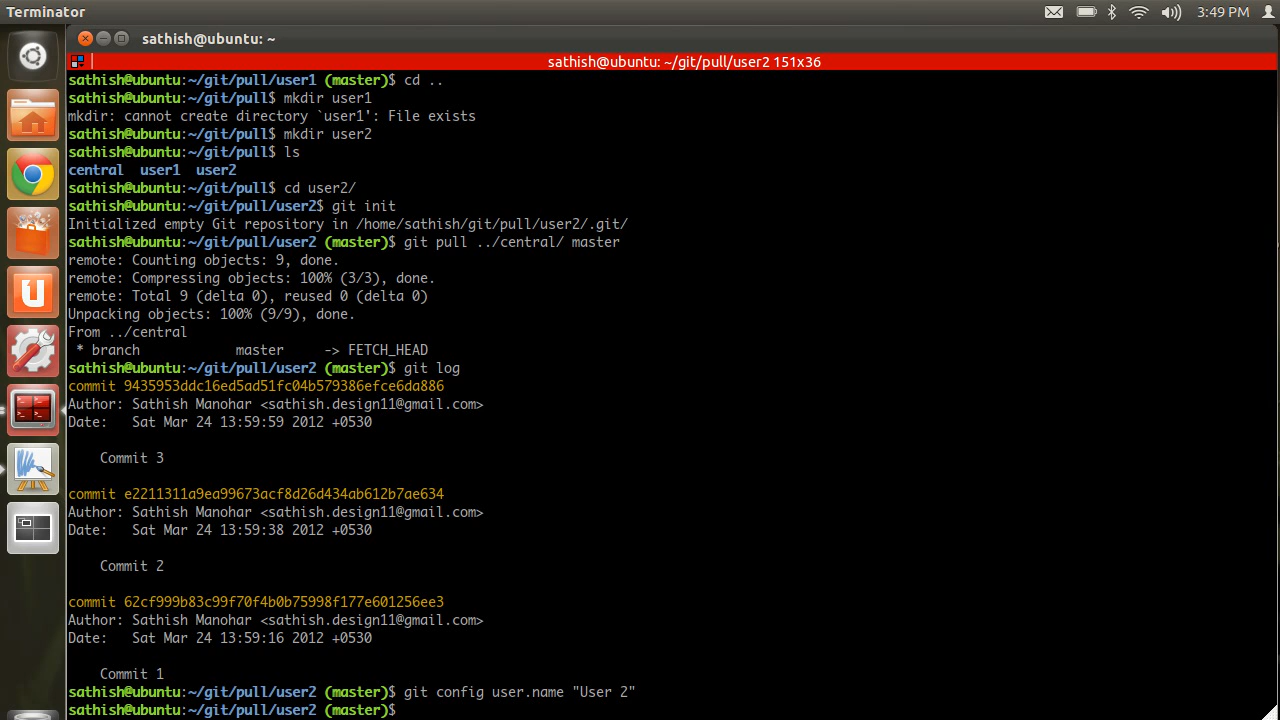 Terminator
3:49 PM
sathish@ubuntu: ~
sathish@ubuntu: ~/git/pull/user2 151x36
sathish@ubuntu:~/git/pull/user1 (master)$ cd ..
sathish@ubuntu:~/git/pull$ mkdir user1
mkdir: cannot create directory `user1': File exists
sathish@ubuntu:~/git/pull$ mkdir user2
sathish@ubuntu:~/git/pull$ ls
central  user1  user2
sathish@ubuntu:~/git/pull$ cd user2/
sathish@ubuntu:~/git/pull/user2$ git init
Initialized empty Git repository in /home/sathish/git/pull/user2/.git/
sathish@ubuntu:~/git/pull/user2 (master)$ git pull ../central/ master
remote: Counting objects: 9, done.
remote: Compressing objects: 100% (3/3), done.
remote: Total 9 (delta 0), reused 0 (delta 0)
Unpacking objects: 100% (9/9), done.
From ../central
 * branch            master     -> FETCH_HEAD
sathish@ubuntu:~/git/pull/user2 (master)$ git log
commit 9435953ddc16ed5ad51fc04b579386efce6da886
Author: Sathish Manohar <sathish.design11@gmail.com>
Date:   Sat Mar 24 13:59:59 2012 +0530
    Commit 3
commit e2211311a9ea99673acf8d26d434ab612b7ae634
Author: Sathish Manohar <sathish.design11@gmail.com>
Date:   Sat Mar 24 13:59:38 2012 +0530
    Commit 2
commit 62cf999b83c99f70f4b0b75998f177e601256ee3
Author: Sathish Manohar <sathish.design11@gmail.com>
Date:   Sat Mar 24 13:59:16 2012 +0530
    Commit 1
sathish@ubuntu:~/git/pull/user2 (master)$ git config user.name "User 2"
sathish@ubuntu:~/git/pull/user2 (master)$